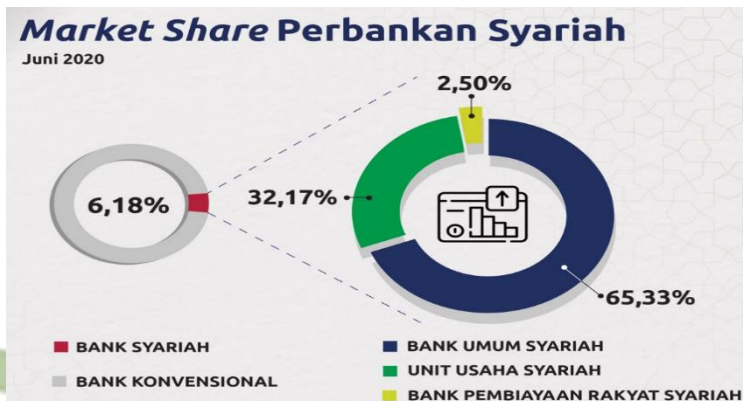 Market Share Perbankan Syariah
Juni 2020
2,50%
6,18%
32,17%
65,33%
BANK SYARIAH
BANK KONVENSIONAL
BANK UMUM SYARIAH
UNIT USAHA SYARIAH
BANK PEMBIAYAAN RAKYAT SYARIAH